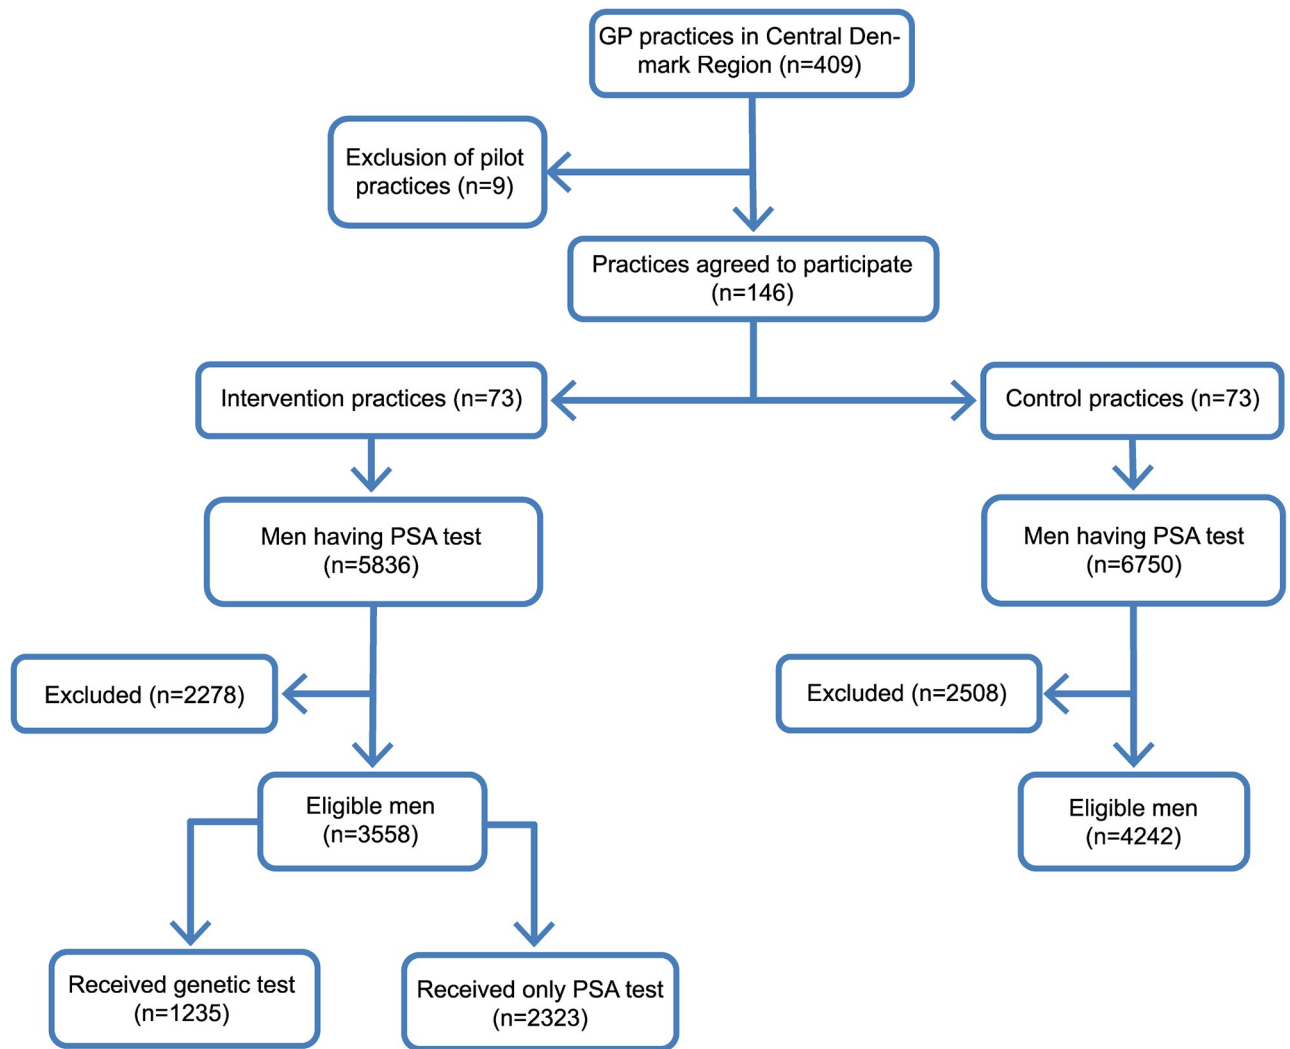 GP practices in Central Den-
mark Region (n=409)
Exclusion of pilot
practices (n=9)
Practices agreed to participate
(n=146)
Intervention practices (n=73)
Control practices (n=73)
Men having PSA test
(n=5836)
Men having PSA test
(n=6750)
Excluded (n=2278)
Excluded (n=2508)
Eligible men
(n=3558)
Eligible men
(n=4242)
Received genetic test
(n=1235)
Received only PSA test
(n=2323)